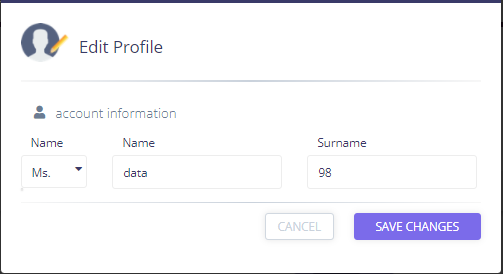 Edit Profile
account information
Name Name Surname
Ms. data 98
CANCEL SAVE CHANGES